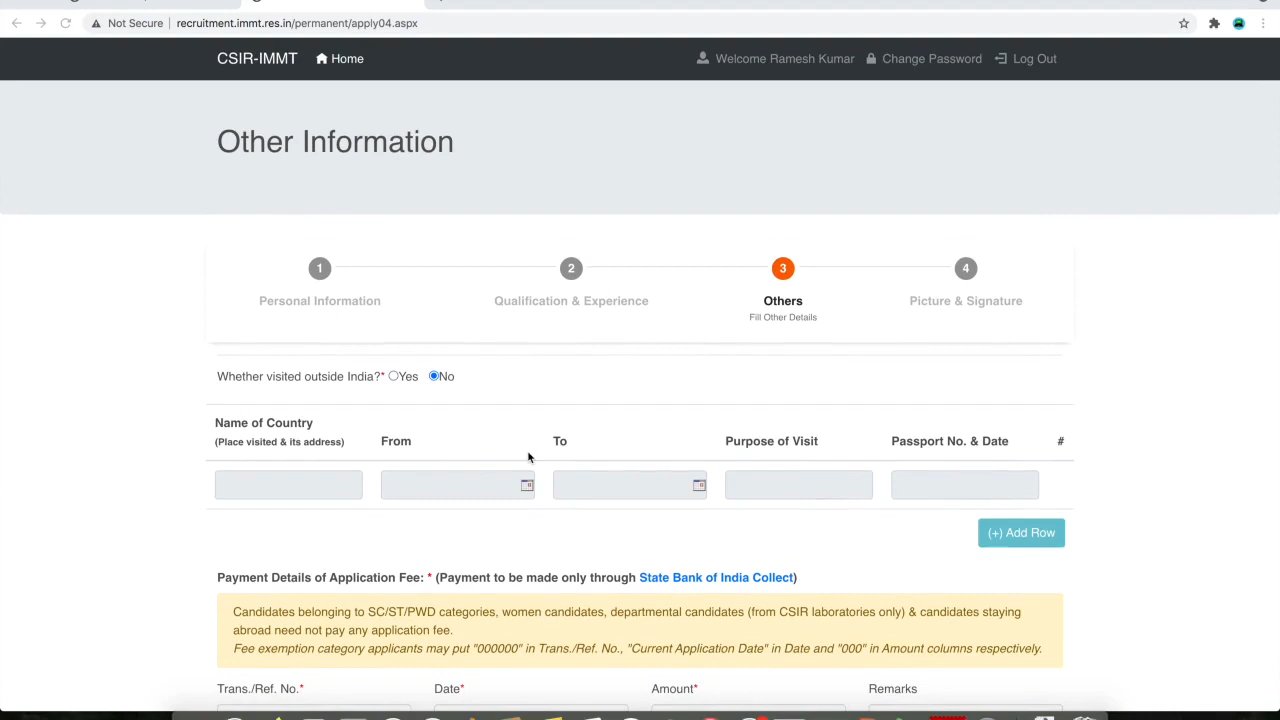 Not Secure | recruitment.immt.res.in/permanent/apply04.aspx
CSIR-IMMT Home Welcome Ramesh Kumar Change Password Log Out
Other Information
1 2 3 4
Personal Information Qualification & Experience Others Picture & Signature
Fill Other Details
Whether visited outside India?* Yes No
Name of Country
(Place visited & its address) From To Purpose of Visit Passport No. & Date #
(+) Add Row
Payment Details of Application Fee: * (Payment to be made only through State Bank of India Collect)
Candidates belonging to SC/ST/PWD categories, women candidates, departmental candidates (from CSIR laboratories only) & candidates staying
abroad need not pay any application fee.
Fee exemption category applicants may put "000000" in Trans./Ref. No., "Current Application Date" in Date and "000" in Amount columns respectively.
Trans./Ref. No.* Date* Amount* Remarks